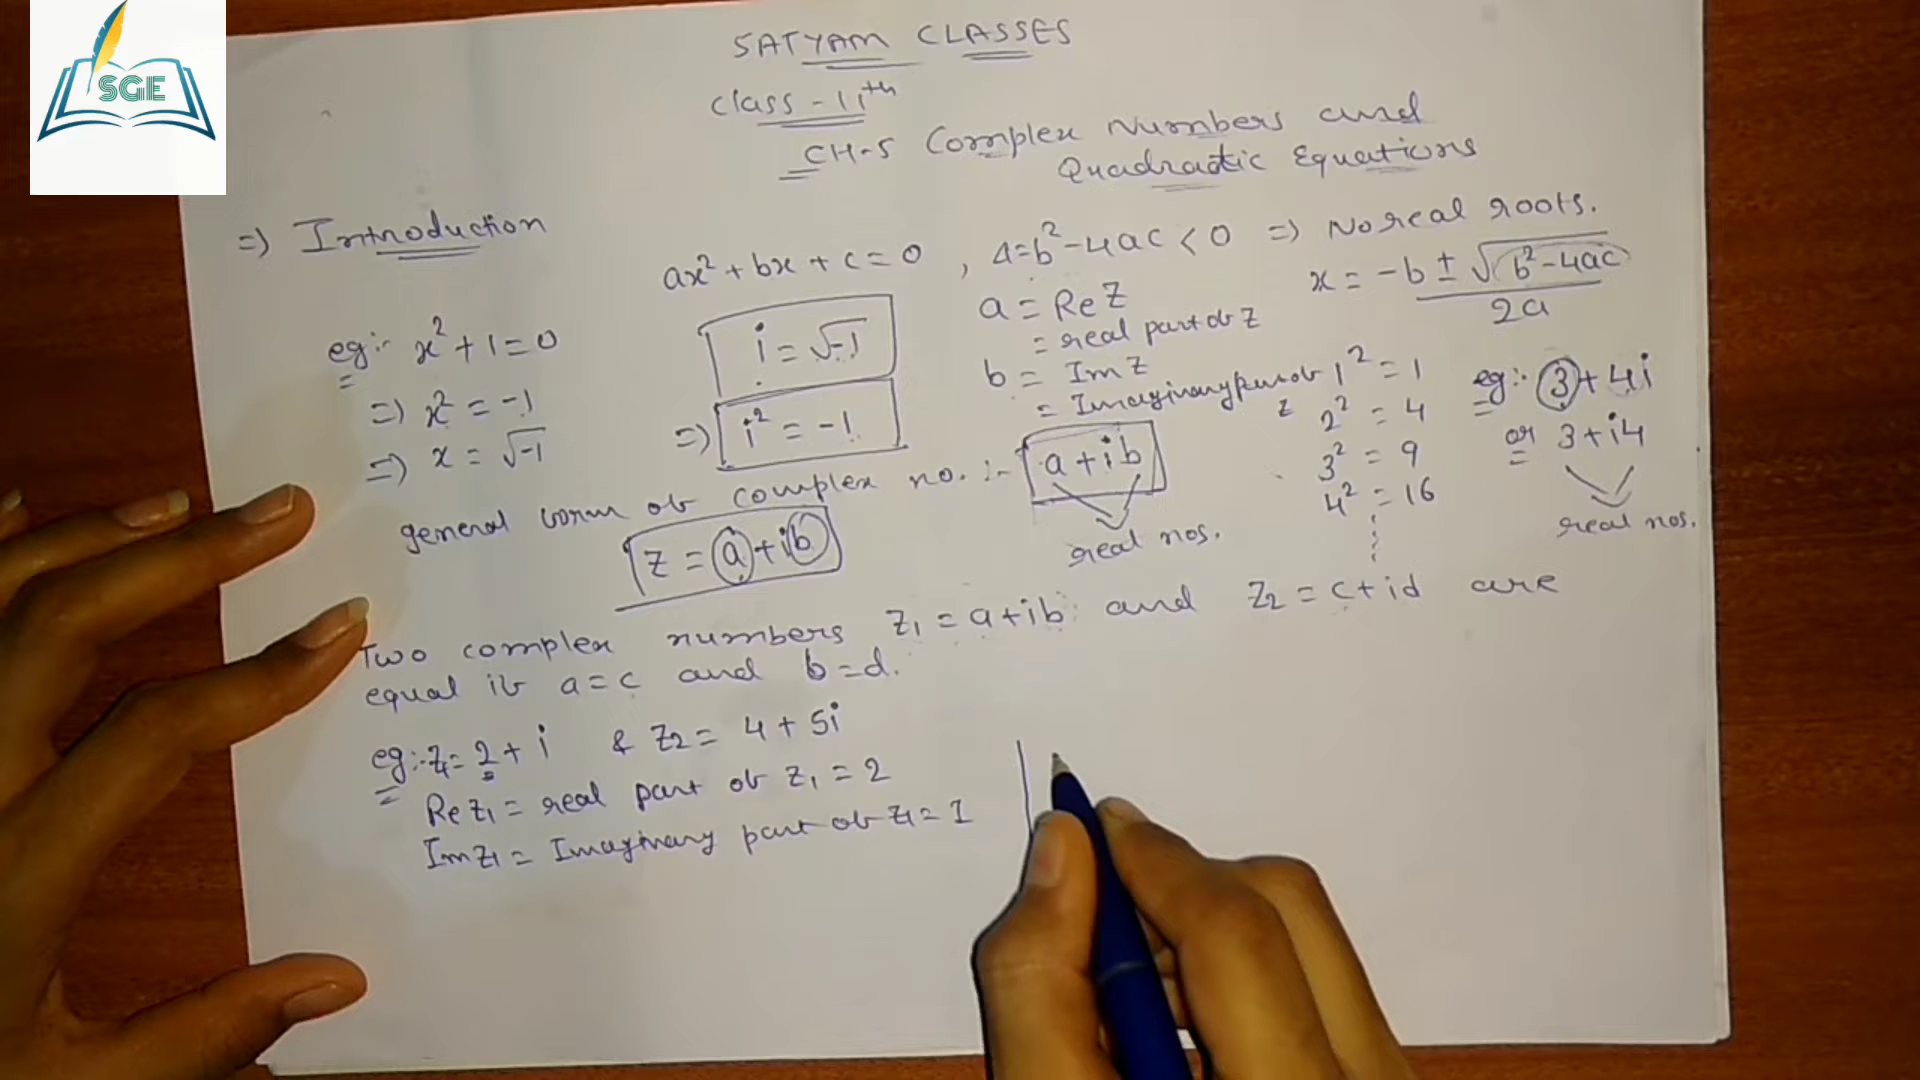 SGE
SATYAM CLASSES
Class - 11th
CH-5 Complex Numbers and
Quadratic Equations
=) Introduction
ax² + bx + c = 0 , Δ=b²-4ac < 0 =) No real roots.
x = -b ± √b²-4ac
2a
eg:- x² + 1 = 0
=) x² = -1
=) x = √-1
i = √-1
=) i² = -1
a = Re Z
= real part of Z
b = Im Z
= Imaginary part of
Z
1² = 1
2² = 4
3² = 9
4² = 16
eg:- 3 + 4i
or 3 + i4
real nos.
general form of complex no. :- a + ib
real nos.
z = a + ib
Two complex numbers Z₁ = a + ib and Z₂ = c + id are
equal if a = c and b = d.
eg:- Z₁ = 2 + i & Z₂ = 4 + 5i
Re Z₁ = real part of Z₁ = 2
Im Z₁ = Imaginary part of Z₁ = 1